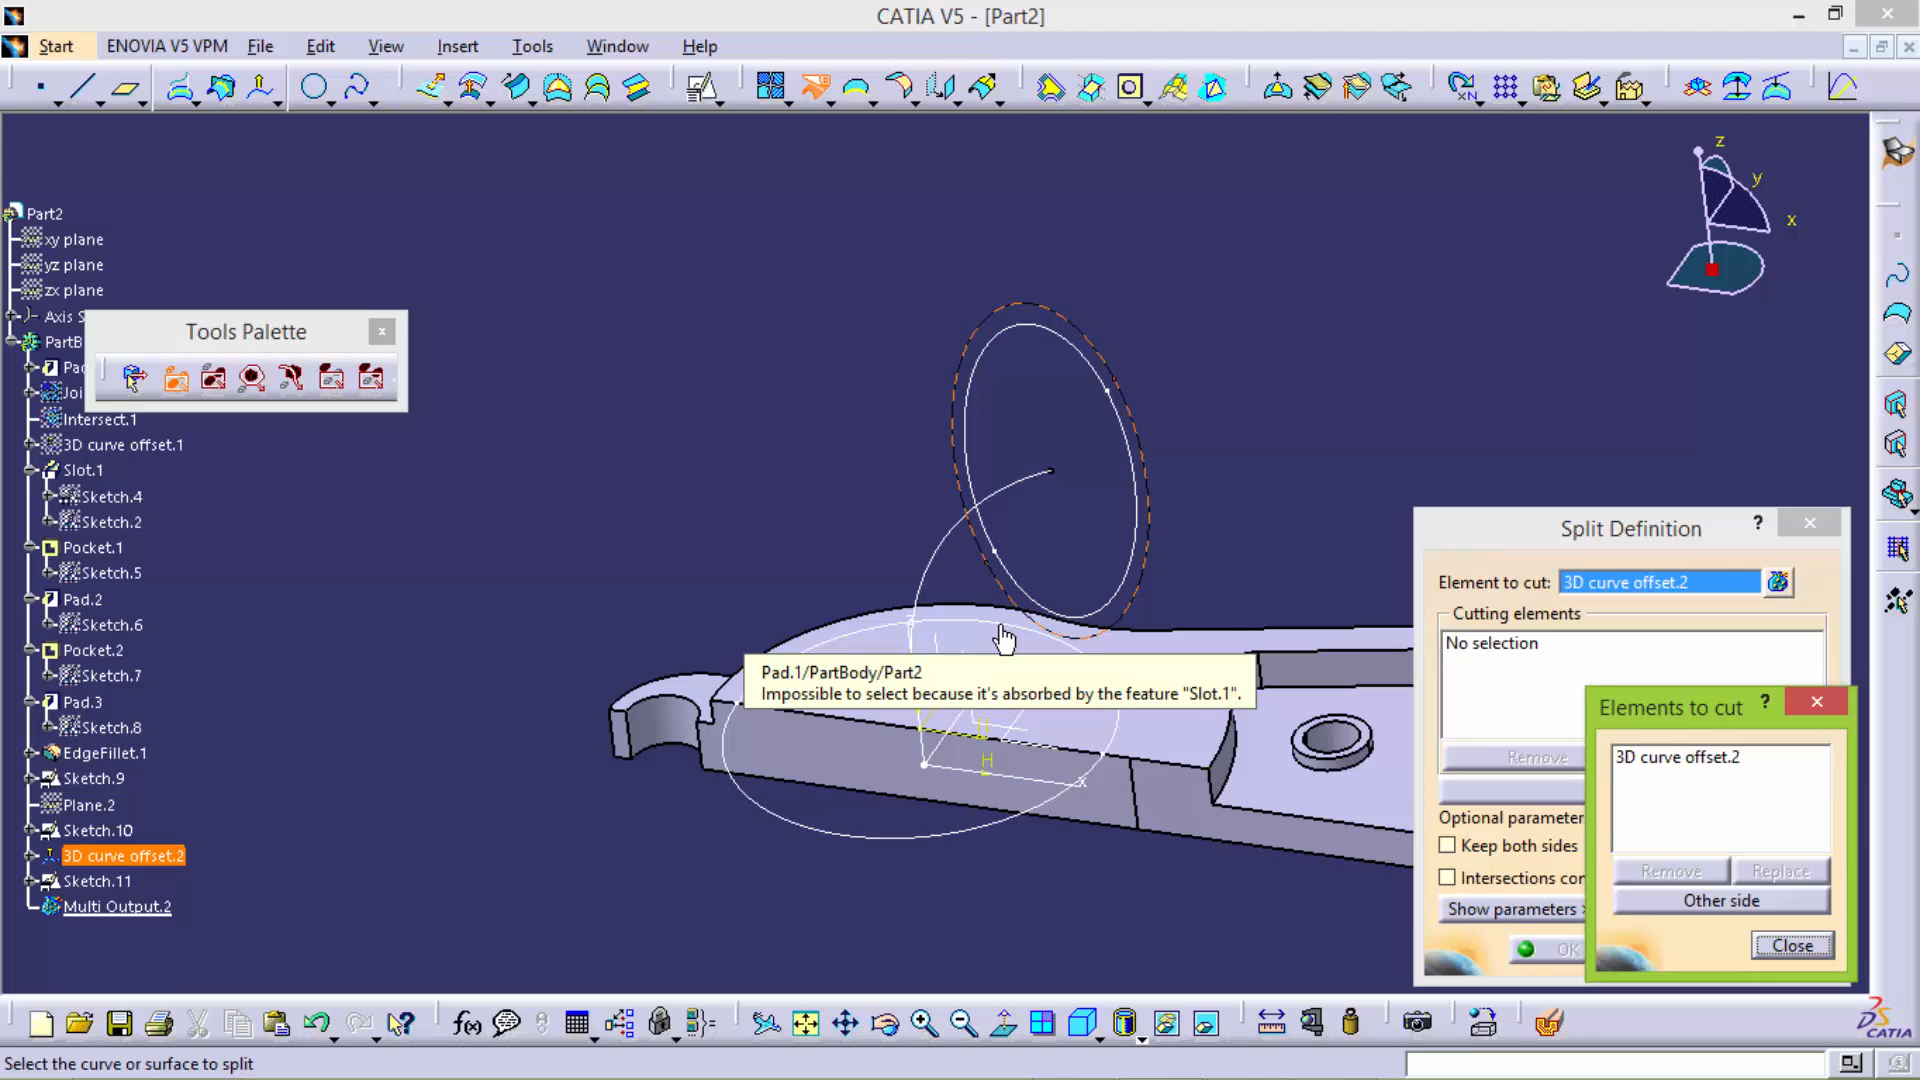 CATIA V5 - [Part2]
Start
ENOVIA V5 VPM
File
Edit
View
Insert
Tools
Window
Help
z
y
x
Part2
xy plane
yz plane
zx plane
Axis S
PartB
Pad
Joi
Intersect.1
3D curve offset.1
Slot.1
Sketch.4
Sketch.2
Pocket.1
Sketch.5
Pad.2
Sketch.6
Pocket.2
Sketch.7
Pad.3
Sketch.8
EdgeFillet.1
Sketch.9
Plane.2
Sketch.10
3D curve offset.2
Sketch.11
Multi Output.2
Tools Palette
Pad.1/PartBody/Part2
Impossible to select because it's absorbed by the feature "Slot.1".
H
H
x
Split Definition
?
Element to cut: 3D curve offset.2
Cutting elements
No selection
Remove
Optional parameter
Keep both sides
Intersections con
Show parameters >
OK
Elements to cut
?
3D curve offset.2
Remove
Replace
Other side
Close
f(x)
DS
CATIA
Select the curve or surface to split